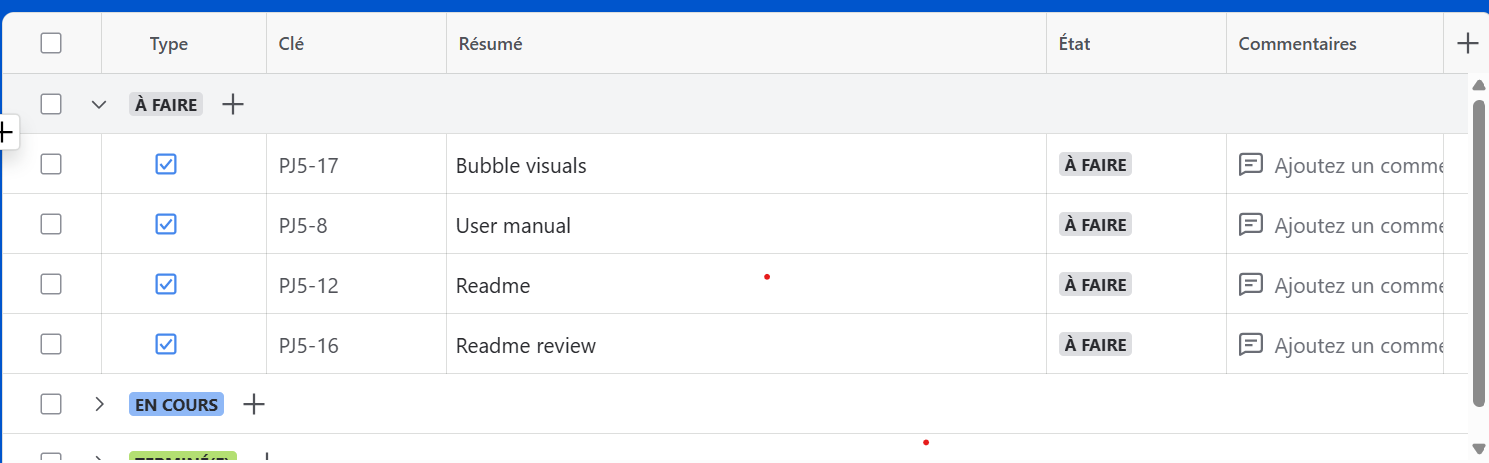 Type Clé Résumé État Commentaires
À FAIRE
PJ5-17 Bubble visuals À FAIRE Ajoutez un comme
PJ5-8 User manual À FAIRE Ajoutez un comme
PJ5-12 Readme À FAIRE Ajoutez un comme
PJ5-16 Readme review À FAIRE Ajoutez un comme
EN COURS
TERMINÉ(E)